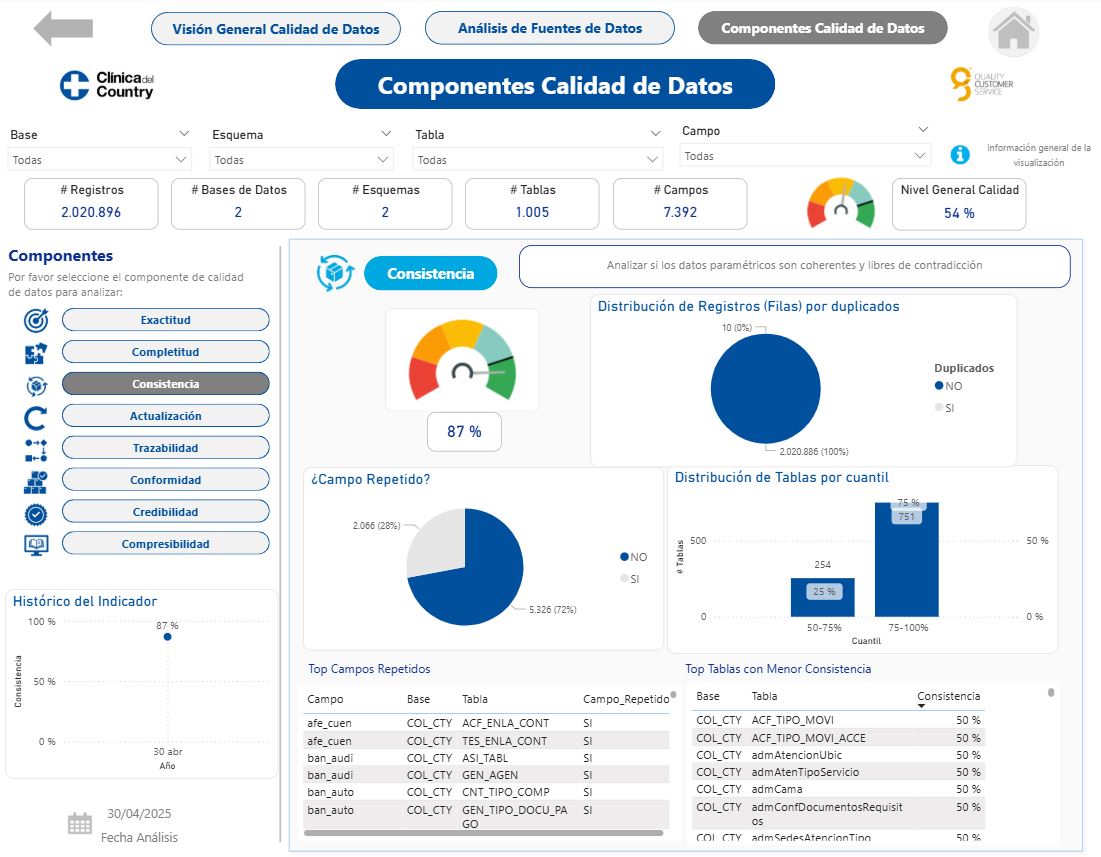 Visión General Calidad de Datos
Análisis de Fuentes de Datos
Componentes Calidad de Datos
Clínica del
Country
Componentes Calidad de Datos
QUALITY
CUSTOMER
SERVICE
Base
Todas
Esquema
Todas
Tabla
Todas
Campo
Todas
Información general de la
visualización
# Registros
2.020.896
# Bases de Datos
2
# Esquemas
2
# Tablas
1.005
# Campos
7.392
Nivel General Calidad
54 %
Componentes
Por favor seleccione el componente de calidad
de datos para analizar:
Exactitud
Completitud
Consistencia
Actualización
Trazabilidad
Conformidad
Credibilidad
Compresibilidad
Histórico del Indicador
100 %
50 %
0 %
Consistencia
87 %
30 abr
Año
30/04/2025
Fecha Análisis
Consistencia
Analizar si los datos paramétricos son coherentes y libres de contradicción
87 %
Distribución de Registros (Filas) por duplicados
10 (0%)
2.020.886 (100%)
Duplicados
NO
SI
¿Campo Repetido?
2.066 (28%)
5.326 (72%)
NO
SI
Distribución de Tablas por cuantil
# Tablas
500
0
254
25 %
75 %
751
50 %
0 %
50-75%
75-100%
Cuantil
Top Campos Repetidos
Campo Base Tabla Campo_Repetido
afe_cuen COL_CTY ACF_ENLA_CONT SI
afe_cuen COL_CTY TES_ENLA_CONT SI
ban_audi COL_CTY ASI_TABL SI
ban_audi COL_CTY GEN_AGEN SI
ban_auto COL_CTY CNT_TIPO_COMP SI
ban_auto COL_CTY GEN_TIPO_DOCU_PA SI
GO
Top Tablas con Menor Consistencia
Base Tabla Consistencia
COL_CTY ACF_TIPO_MOVI 50 %
COL_CTY ACF_TIPO_MOVI_ACCE 50 %
COL_CTY admAtencionUbic 50 %
COL_CTY admAtenTipoServicio 50 %
COL_CTY admCama 50 %
COL_CTY admConfDocumentosRequisit 50 %
os
COL_CTY admSedesAtencionTipo 50 %